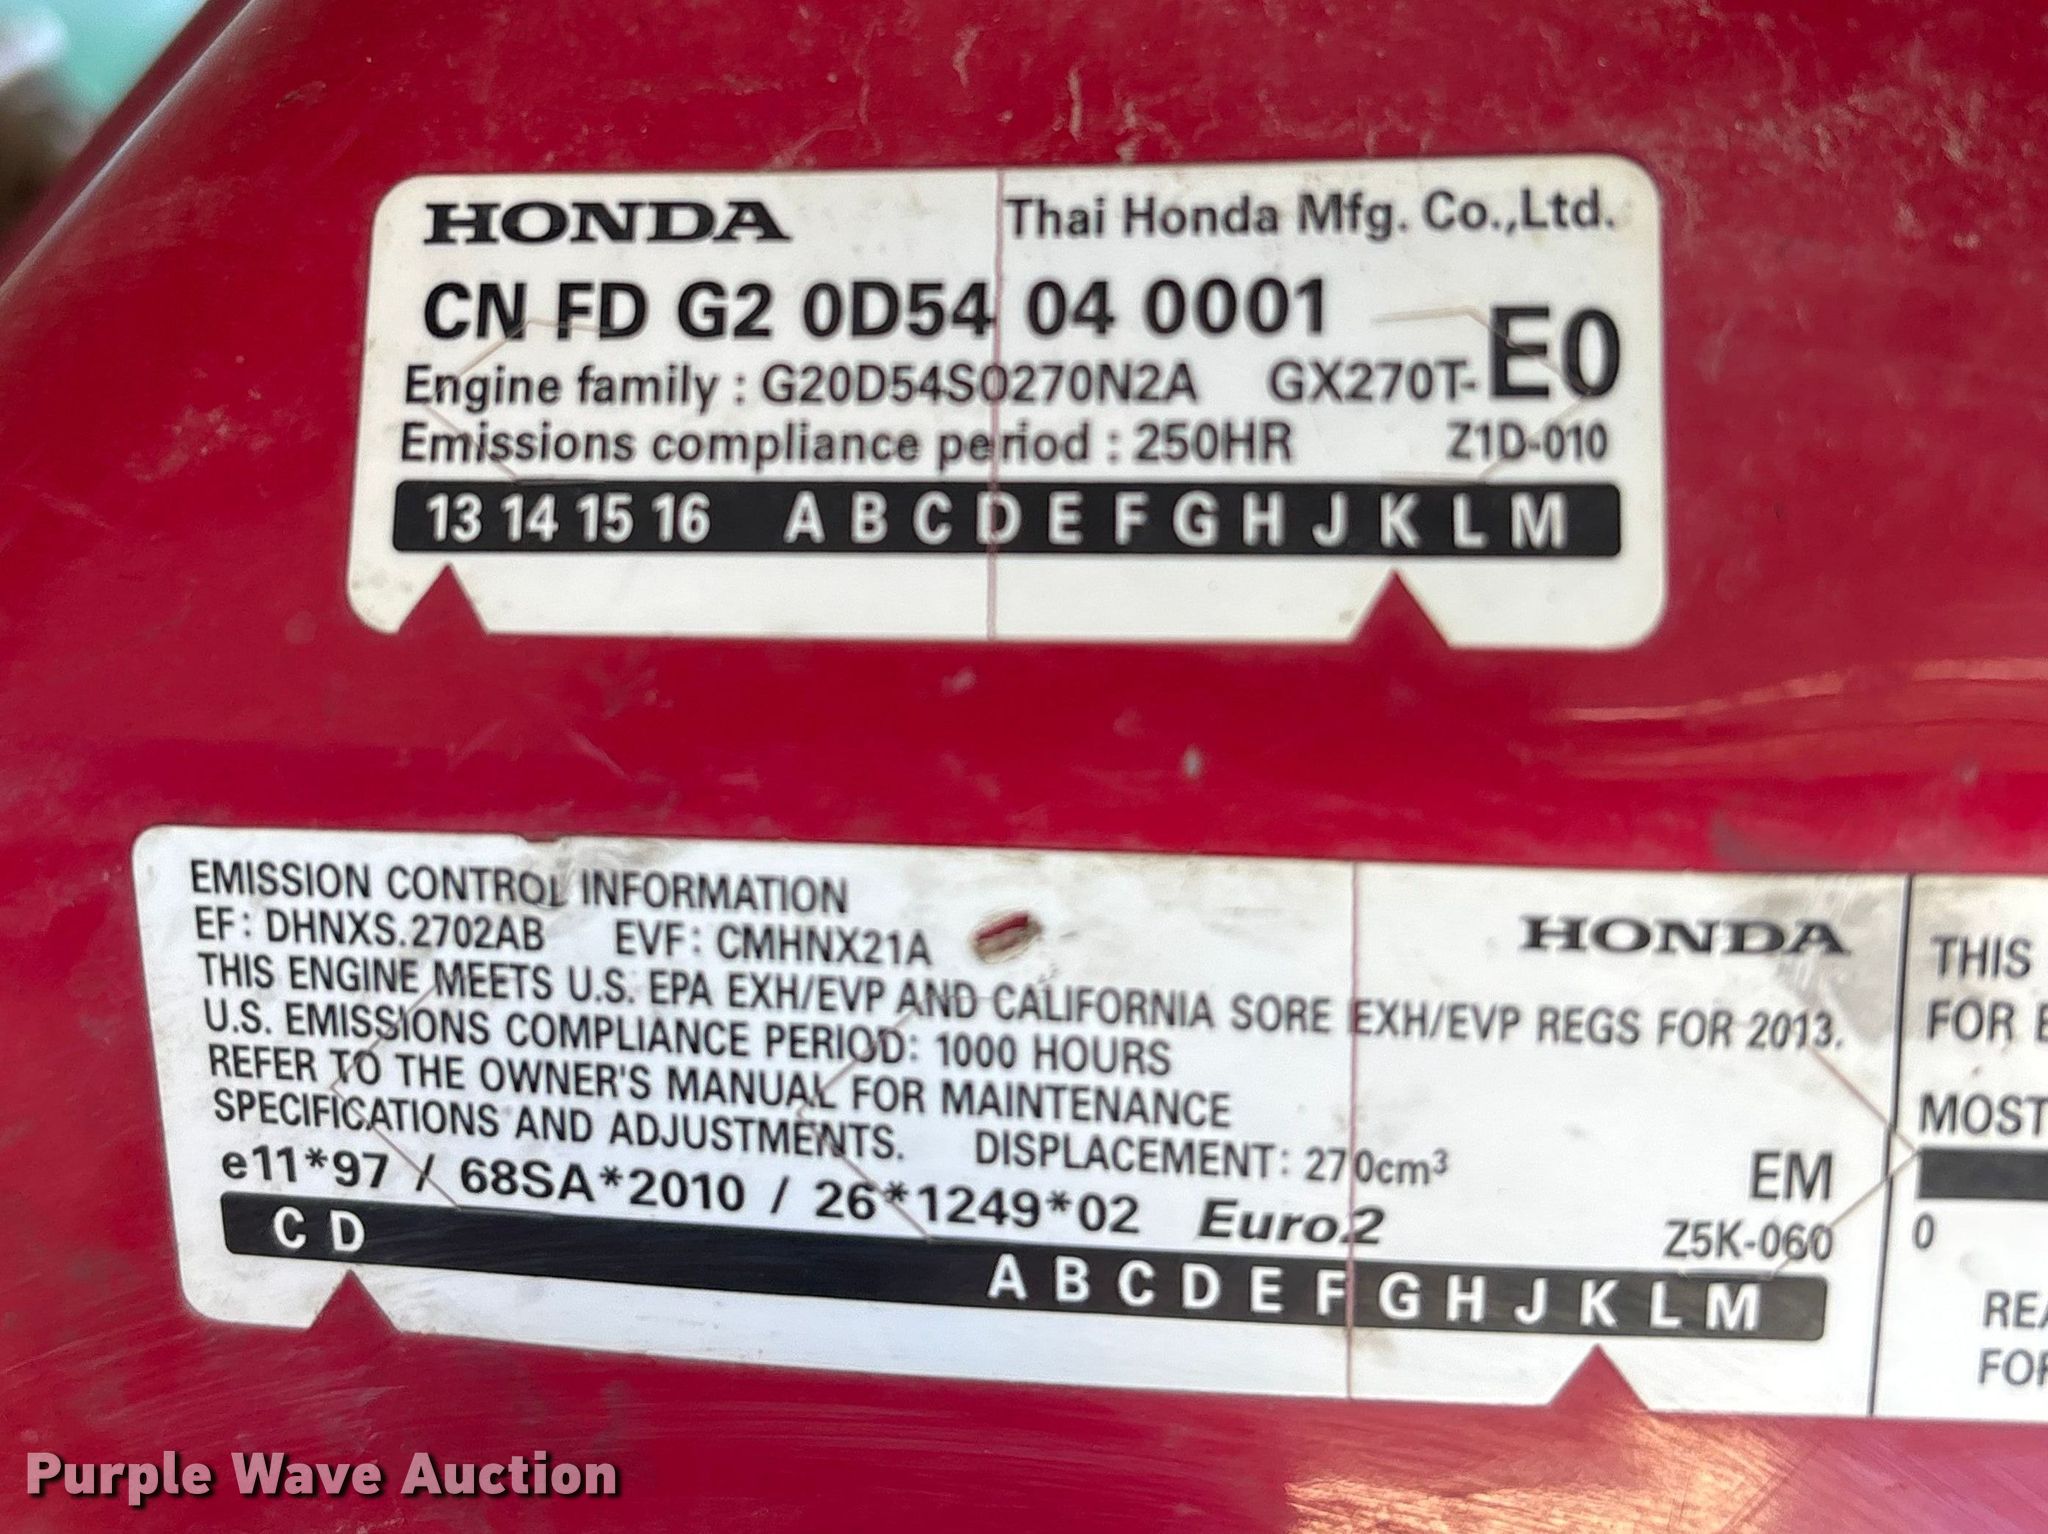 HONDA Thai Honda Mfg. Co.,Ltd.
CN FD G2 0D54 04 0001
Engine family : G20D54S0270N2A GX270T-E0
Emissions compliance period : 250HR Z1D-010
13 14 15 16 A B C D E F G H J K L M
EMISSION CONTROL INFORMATION
HONDA
EF: DHNXS.2702AB EVF: CMHNX21A
THIS ENGINE MEETS U.S. EPA EXH/EVP AND CALIFORNIA SORE EXH/EVP REGS FOR 2013.
U.S. EMISSIONS COMPLIANCE PERIOD: 1000 HOURS
REFER TO THE OWNER'S MANUAL FOR MAINTENANCE
SPECIFICATIONS AND ADJUSTMENTS. DISPLACEMENT: 270cm³ EM
e11*97 / 68SA*2010 / 26*1249*02 Euro2 Z5K-060
C D A B C D E F G H J K L M
THIS
FOR
MOST
0
Purple Wave Auction